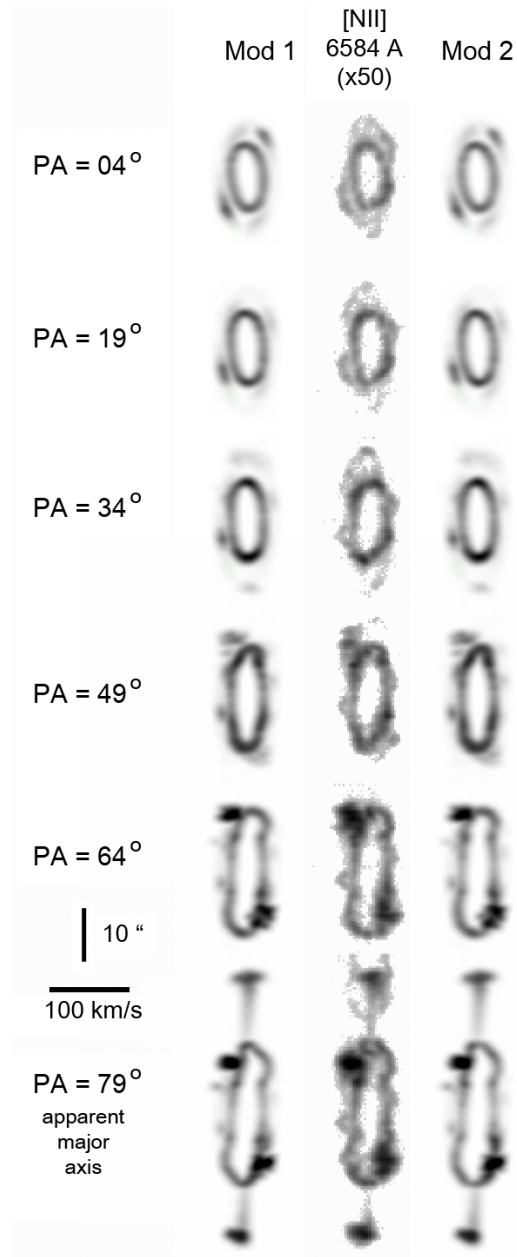 [NII]
Mod 1 6584 A Mod 2
(x50)
PA = 04°
PA = 19°
PA = 34°
PA = 49°
PA = 64°
10 “
100 km/s
PA = 79°
apparent
major
axis